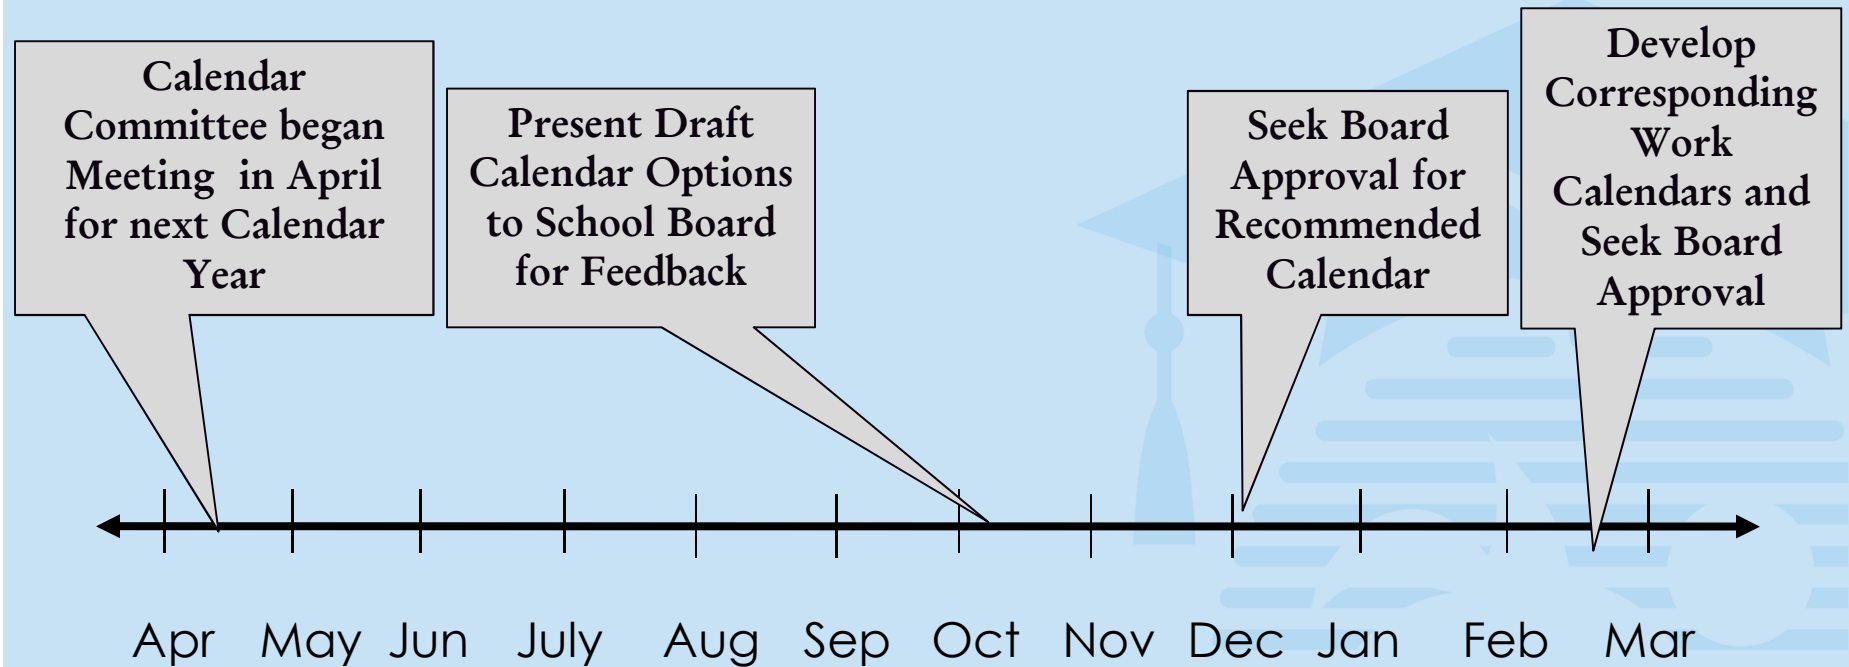 Calendar
Committee began
Meeting  in April
for next Calendar
Year
Present Draft
Calendar Options
to School Board
for Feedback
Seek Board
Approval for
Recommended
Calendar
Develop
Corresponding
Work
Calendars and
Seek Board
Approval
Apr May Jun July Aug Sep Oct Nov Dec Jan Feb Mar